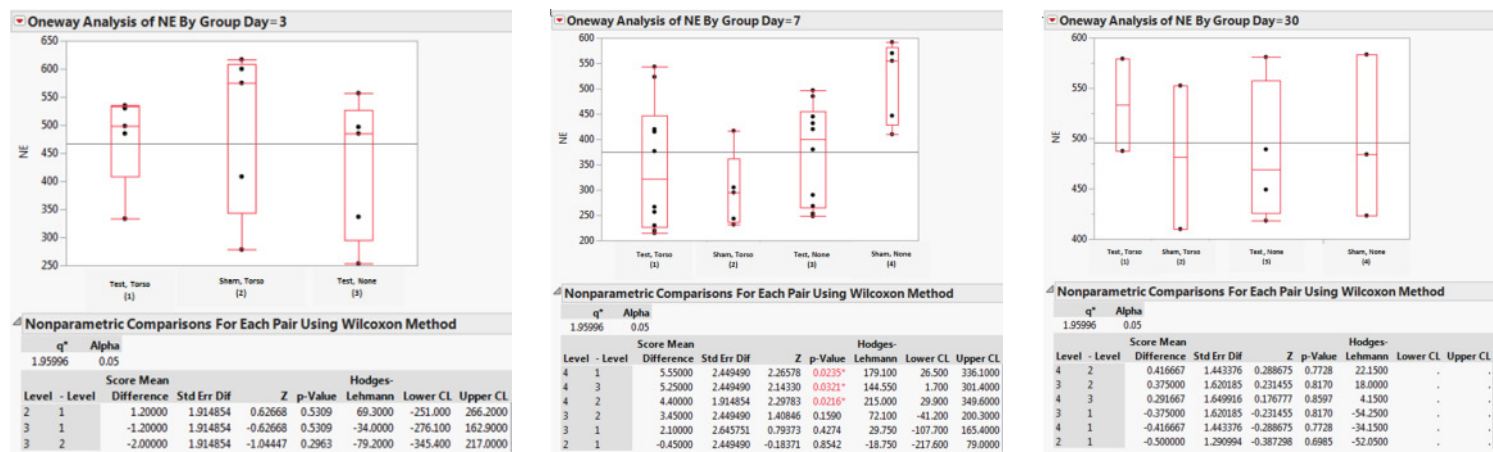 Oneway Analysis of NE By Group Day=3
650
600
550
500
450
400
350
300
250
NE
Test, Torso
(1)
Sham, Torso
(2)
Test, None
(3)
Nonparametric Comparisons For Each Pair Using Wilcoxon Method
q* Alpha
1.95996 0.05
Score Mean Hodges-
Level - Level Difference Std Err Dif Z p-Value Lehmann Lower CL Upper CL
2 1 1.20000 1.914854 0.62668 0.5309 69.3000 -251.000 266.2000
3 1 -1.20000 1.914854 -0.62668 0.5309 -34.0000 -276.100 162.9000
3 2 -2.00000 1.914854 -1.04447 0.2963 -79.2000 -345.400 217.0000
Oneway Analysis of NE By Group Day=7
600
550
500
450
400
350
300
250
200
NE
Test, Torso
(1)
Sham, Torso
(2)
Test, None
(3)
Sham, None
(4)
Nonparametric Comparisons For Each Pair Using Wilcoxon Method
q* Alpha
1.95996 0.05
Score Mean Hodges-
Level - Level Difference Std Err Dif Z p-Value Lehmann Lower CL Upper CL
4 1 5.55000 2.449490 2.26578 0.0235* 179.100 26.500 336.1000
4 3 5.25000 2.449490 2.14330 0.0321* 144.550 1.700 301.4000
4 2 4.40000 1.914854 2.29783 0.0216* 215.000 29.900 349.6000
3 2 3.45000 2.449490 1.40846 0.1590 72.100 -41.200 200.3000
3 1 2.10000 2.645751 0.79373 0.4274 29.750 -107.700 165.4000
2 1 -0.45000 2.449490 -0.18371 0.8542 -18.750 -217.600 79.0000
Oneway Analysis of NE By Group Day=30
600
550
500
450
400
NE
Test, Torso
(1)
Sham, Torso
(2)
Test, None
(3)
Sham, None
(4)
Nonparametric Comparisons For Each Pair Using Wilcoxon Method
q* Alpha
1.95996 0.05
Score Mean Hodges-
Level - Level Difference Std Err Dif Z p-Value Lehmann Lower CL Upper CL
4 2 0.416667 1.443376 0.288675 0.7728 22.1500 . .
3 2 0.375000 1.620185 0.231455 0.8170 18.0000 . .
4 3 0.291667 1.649916 0.176777 0.8597 4.1500 . .
3 1 -0.375000 1.620185 -0.231455 0.8170 -54.2500 . .
4 1 -0.416667 1.443376 -0.288675 0.7728 -34.1500 . .
2 1 -0.500000 1.290994 -0.387298 0.6985 -52.0500 . .